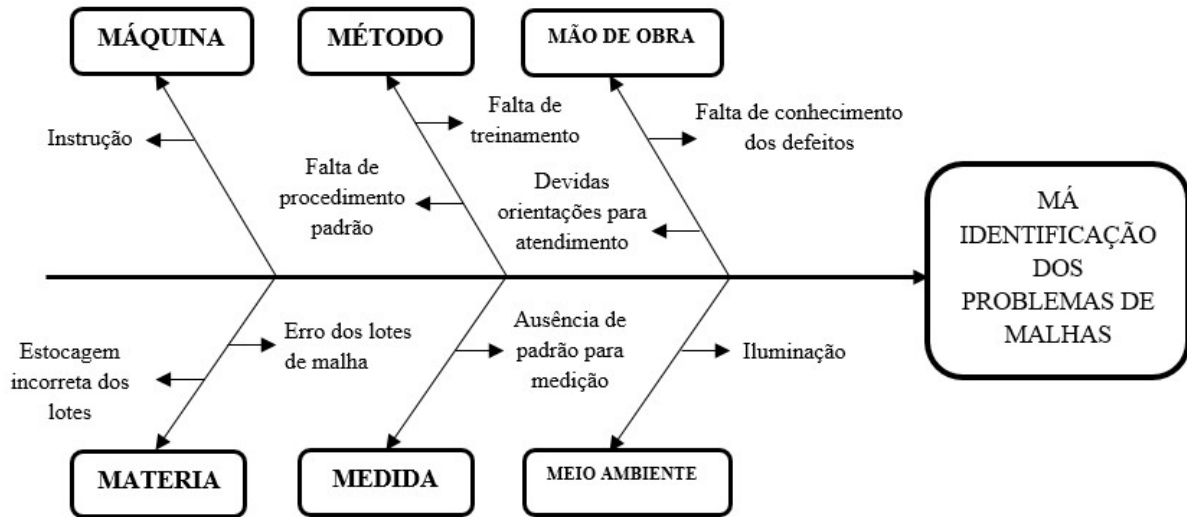 MÁQUINA
MÉTODO
MÃO DE OBRA
Instrução
Falta de
treinamento
Falta de
procedimento
padrão
Falta de conhecimento
dos defeitos
Devidas
orientações para
atendimento
MÁ
IDENTIFICAÇÃO
DOS
PROBLEMAS DE
MALHAS
Estocagem
incorreta dos
lotes
Erro dos lotes
de malha
Ausência de
padrão para
medição
Iluminação
MATERIA
MEDIDA
MEIO AMBIENTE